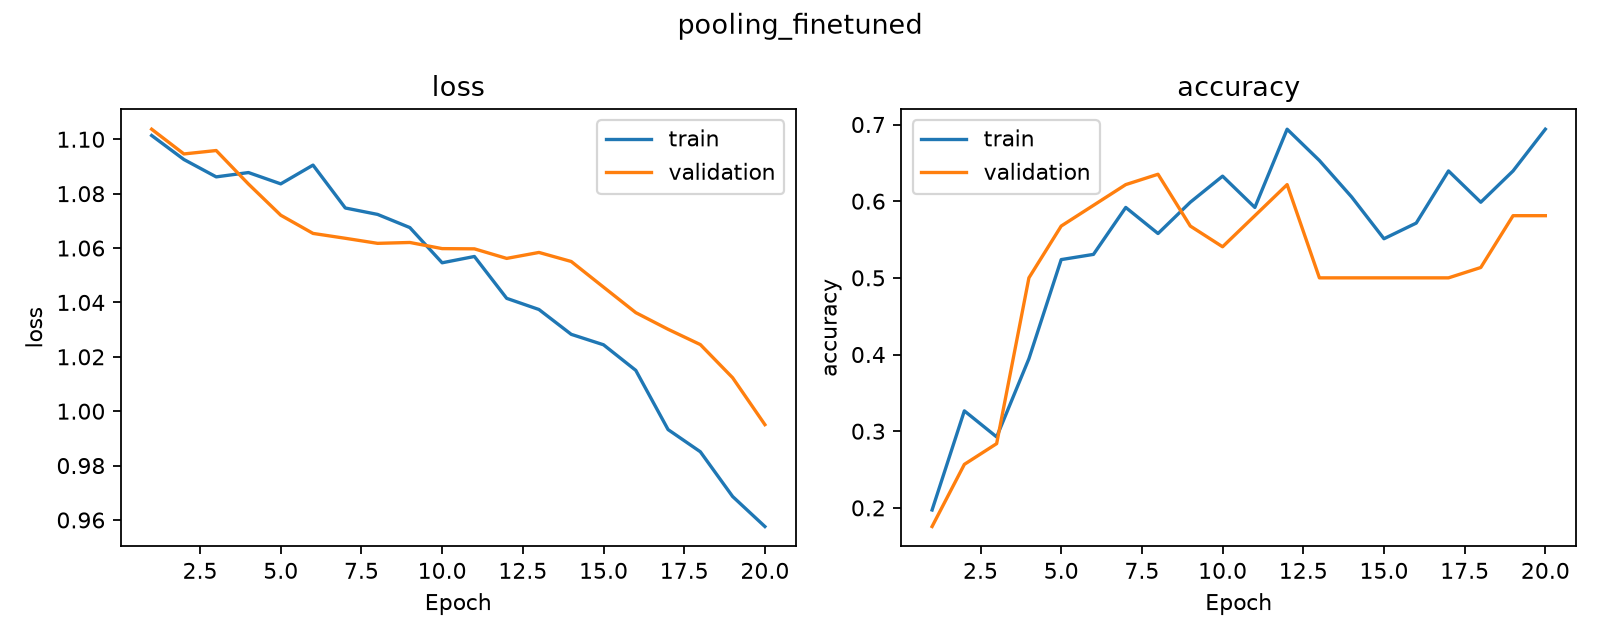 pooling_finetuned
loss
train
validation
1.10
1.08
1.06
1.04
1.02
1.00
0.98
0.96
loss
2.5 5.0 7.5 10.0 12.5 15.0 17.5 20.0
Epoch
accuracy
train
validation
0.7
0.6
0.5
0.4
0.3
0.2
accuracy
2.5 5.0 7.5 10.0 12.5 15.0 17.5 20.0
Epoch